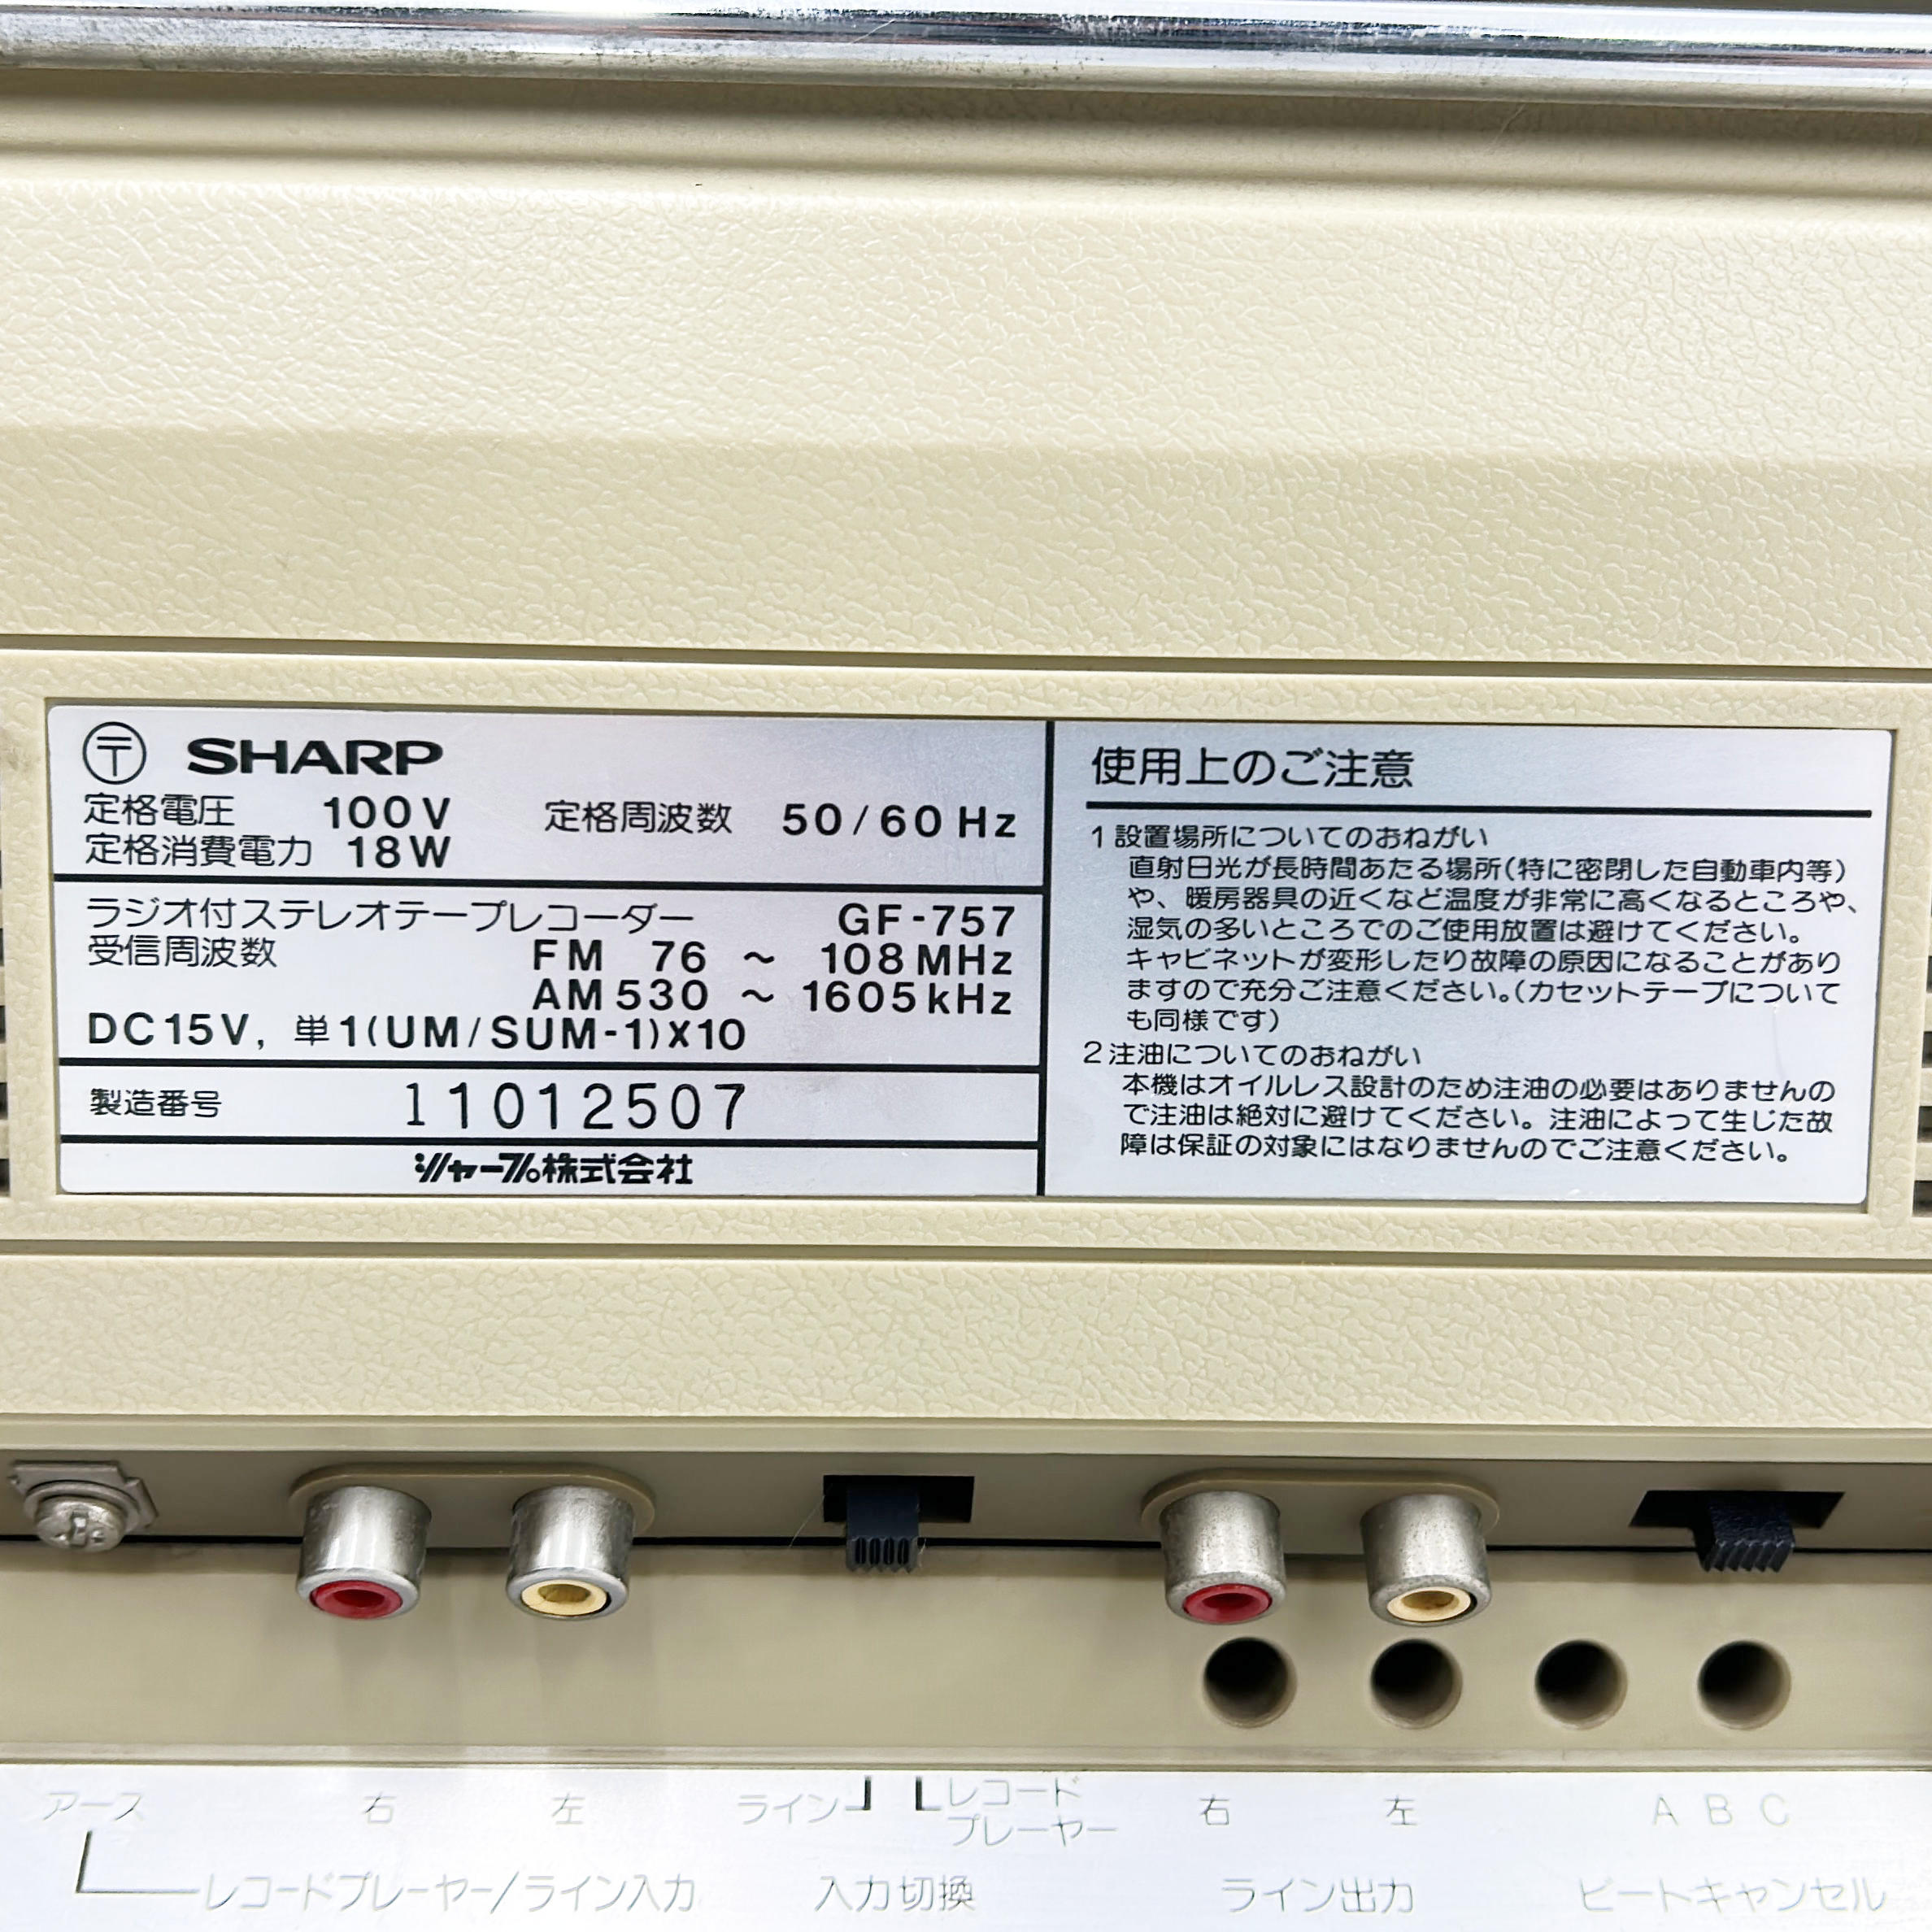 〒 SHARP
定格電圧 100V 定格周波数 50/60Hz
定格消費電力 18W
ラジオ付ステレオテープレコーダー GF-757
受信周波数 FM 76 ～ 108MHz
AM530 ～ 1605kHz
DC15V, 単1(UM/SUM-1)X10
製造番号 11012507
シャープ株式会社
使用上のご注意
1 設置場所についてのおねがい
直射日光が長時間あたる場所(特に密閉した自動車内等)
や、暖房器具の近くなど温度が非常に高くなるところや、
湿気の多いところでのご使用放置は避けてください。
キャビネットが変形したり故障の原因になることがあり
ますので充分ご注意ください。(カセットテープについて
も同様です)
2 注油についてのおねがい
本機はオイルレス設計のため注油の必要はありませんの
で注油は絶対に避けてください。注油によって生じた故
障は保証の対象にはなりませんのでご注意ください。
アース 右 左 ライン レコード
プレーヤー 右 左 A B C
レコードプレーヤー/ライン入力 入力切換 ライン出力 ビートキャンセル